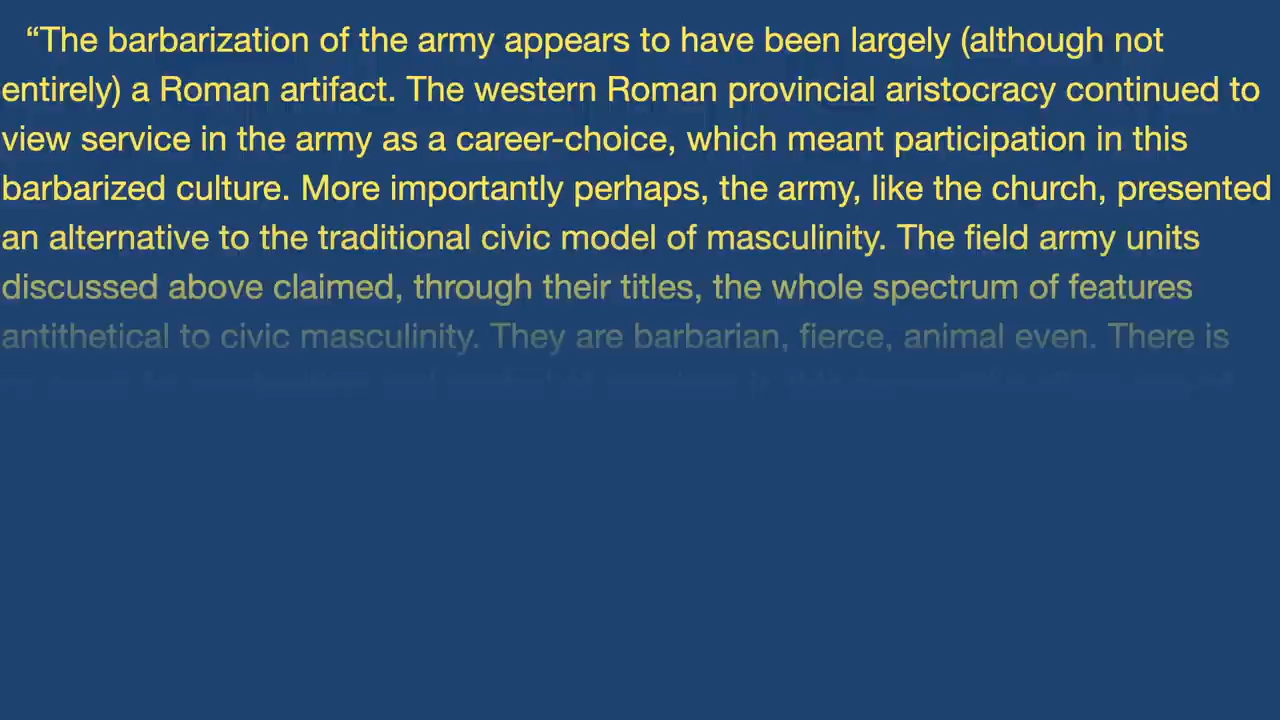 “The barbarization of the army appears to have been largely (although not
entirely) a Roman artifact. The western Roman provincial aristocracy continued to
view service in the army as a career-choice, which meant participation in this
barbarized culture. More importantly perhaps, the army, like the church, presented
an alternative to the traditional civic model of masculinity. The field army units
discussed above claimed, through their titles, the whole spectrum of features
antithetical to civic masculinity. They are barbarian, fierce, animal even. There is